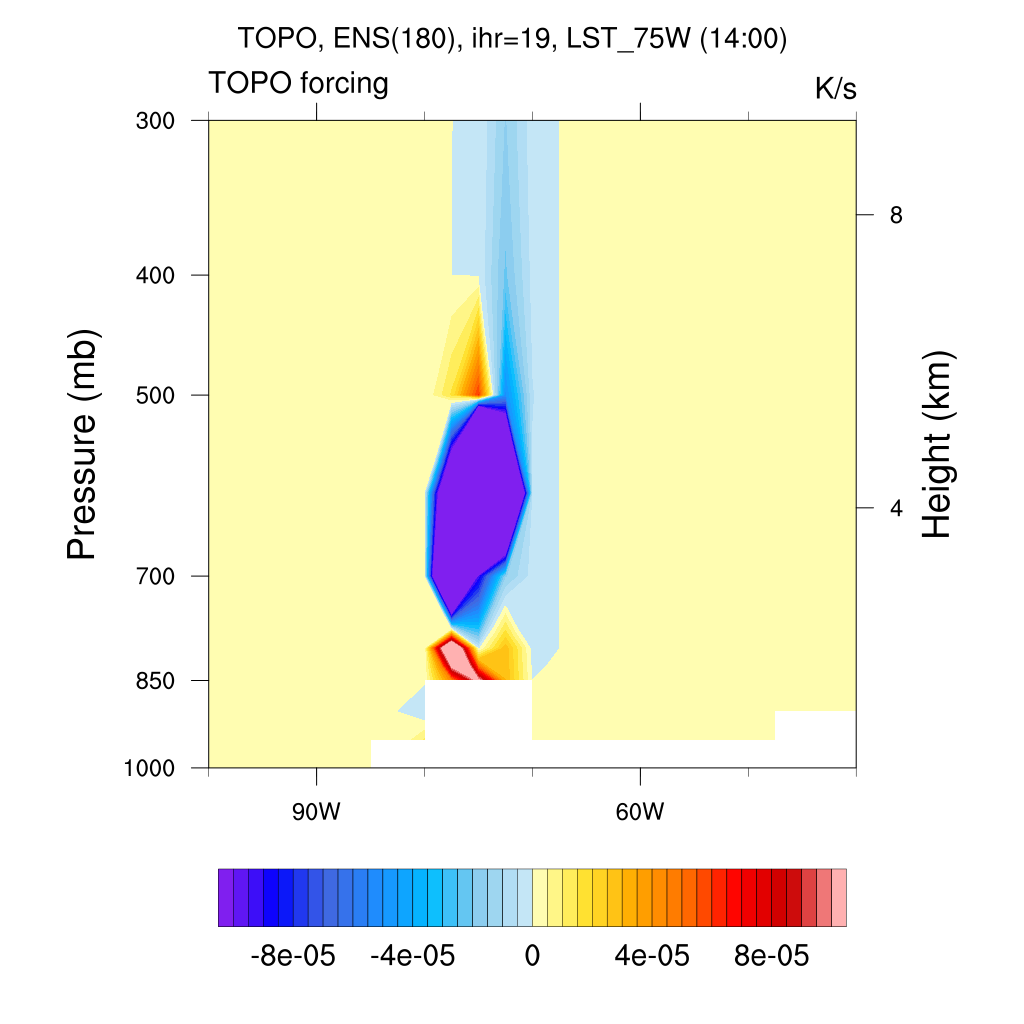 TOPO, ENS(180), ihr=19, LST_75W (14:00)
TOPO forcing
K/s
300
400
500
700
850
1000
Pressure (mb)
8
4
Height (km)
90W
60W
-8e-05
-4e-05
0
4e-05
8e-05